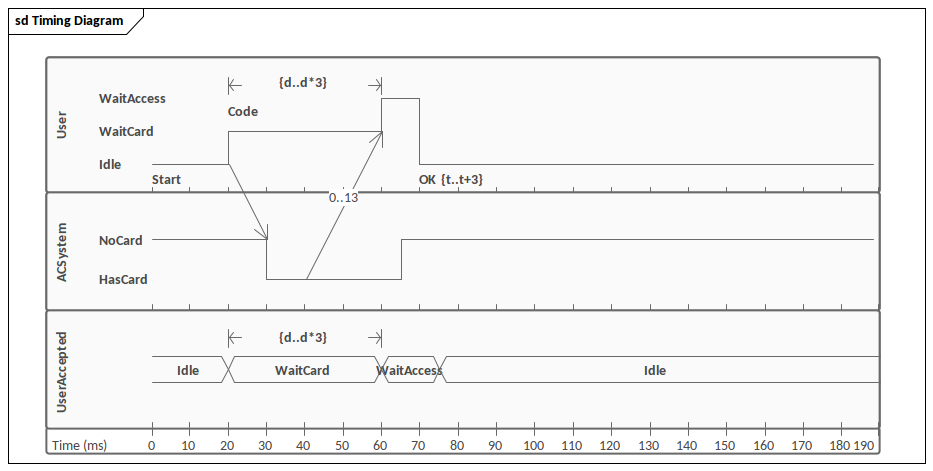 sd Timing Diagram
User
{d..d*3}
WaitAccess
Code
WaitCard
Idle
Start
OK {t..t+3}
0..13
ACSystem
NoCard
HasCard
UserAccepted
{d..d*3}
Idle WaitCard WaitAccess Idle
Time (ms) 0 10 20 30 40 50 60 70 80 90 100 110 120 130 140 150 160 170 180 190